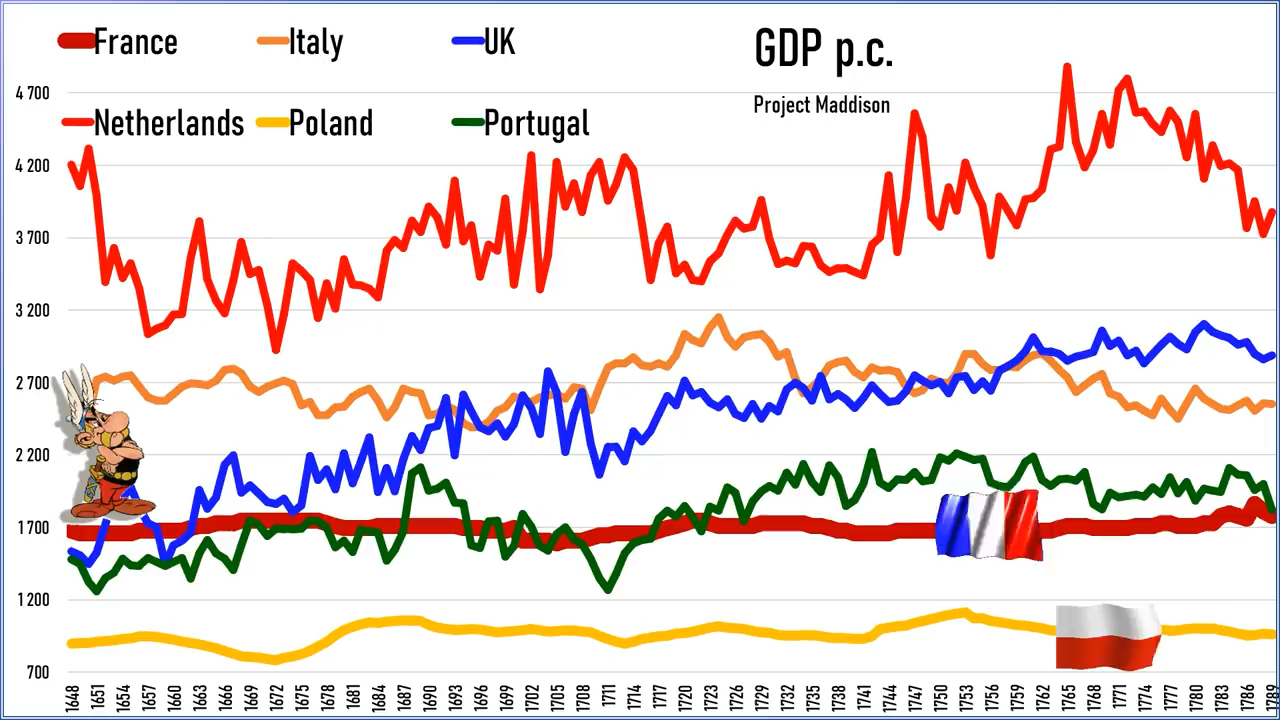 France Italy UK
GDP p.c.
Project Maddison
Netherlands Poland Portugal
4 700
4 200
3 700
3 200
2 700
2 200
1 700
1 200
700
1648 1651 1654 1657 1660 1663 1666 1669 1672 1675 1678 1681 1684 1687 1690 1693 1696 1699 1702 1705 1708 1711 1714 1717 1720 1723 1726 1729 1732 1735 1738 1741 1744 1747 1750 1753 1756 1759 1762 1765 1768 1771 1774 1777 1780 1783 1786 1789